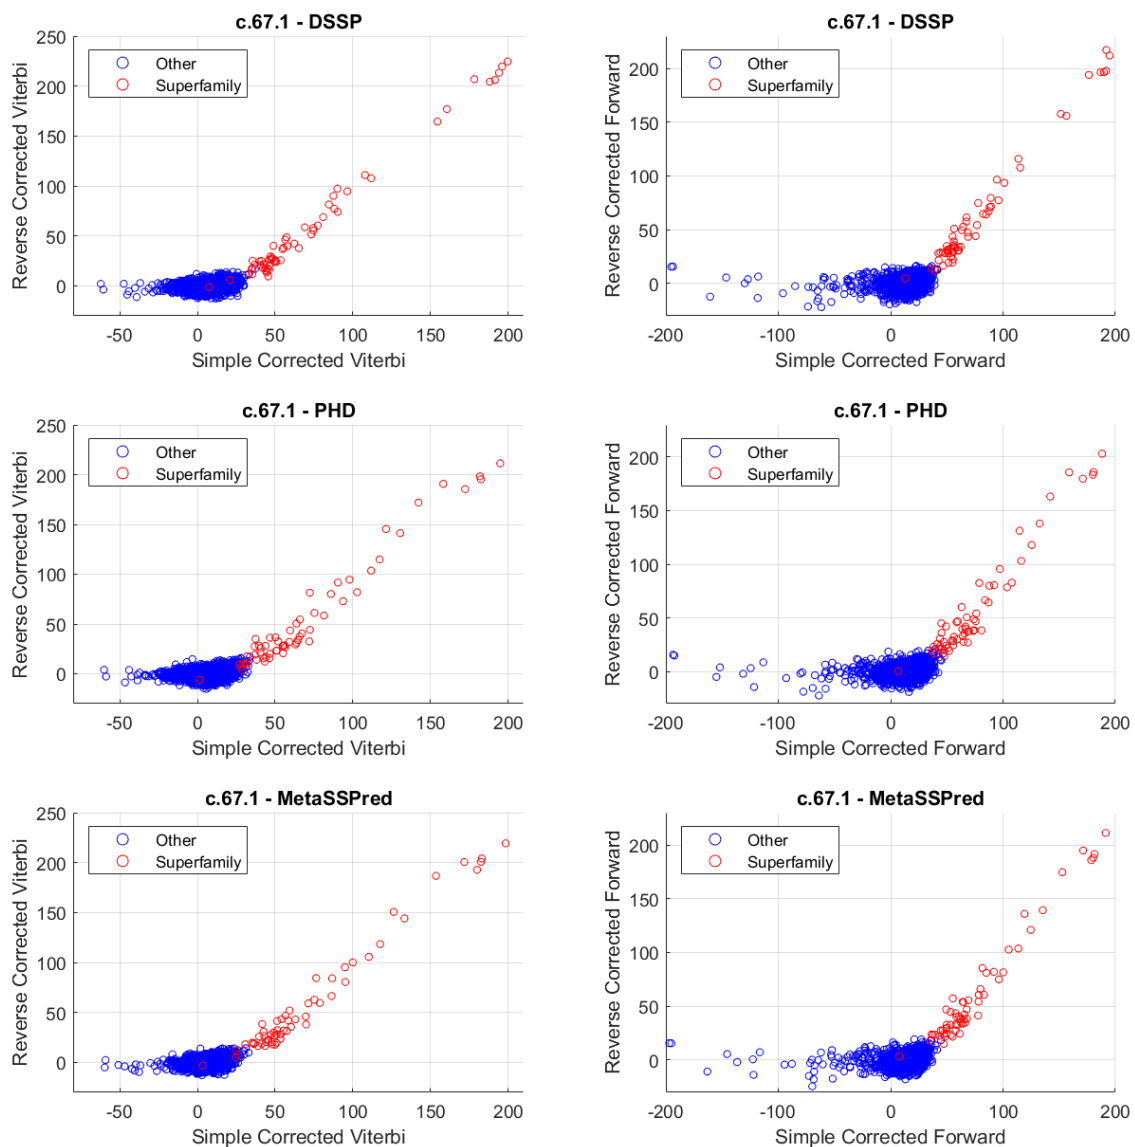 c.67.1 - DSSP
250
200
150
100
50
0
Reverse Corrected Viterbi
Other
Superfamily
-50
0
50
100
150
200
Simple Corrected Viterbi
c.67.1 - DSSP
200
150
100
50
0
Reverse Corrected Forward
Other
Superfamily
-200
-100
0
100
200
Simple Corrected Forward
c.67.1 - PHD
250
200
150
100
50
0
Reverse Corrected Viterbi
Other
Superfamily
-50
0
50
100
150
200
Simple Corrected Viterbi
c.67.1 - PHD
200
150
100
50
0
Reverse Corrected Forward
Other
Superfamily
-200
-100
0
100
200
Simple Corrected Forward
c.67.1 - MetaSSPred
250
200
150
100
50
0
Reverse Corrected Viterbi
Other
Superfamily
-50
0
50
100
150
200
Simple Corrected Viterbi
c.67.1 - MetaSSPred
200
150
100
50
0
Reverse Corrected Forward
Other
Superfamily
-200
-100
0
100
200
Simple Corrected Forward